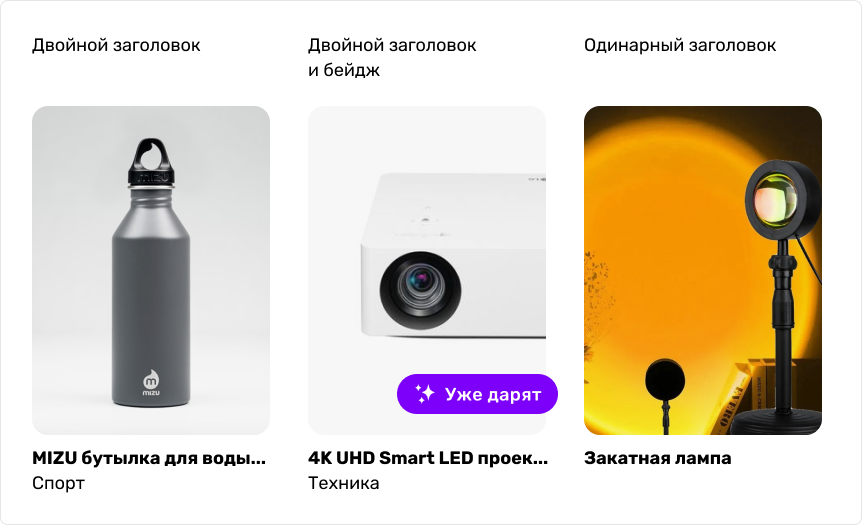 Двойной заголовок
Двойной заголовок
и бейдж
Одинарный заголовок
MIZU
Уже дарят
MIZU бутылка для воды...
Спорт
4K UHD Smart LED проек...
Техника
Закатная лампа